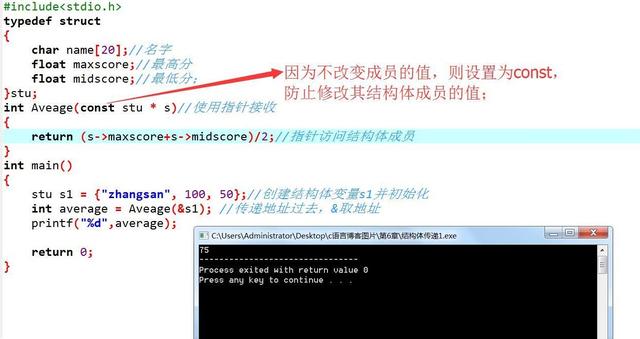 #include<stdio.h>
typedef struct
{
char name[20];//名字
float maxscore;//最高分
float midscore;//最低分;
}stu;
因为不改变成员的值，则设置为const，
防止修改其结构体成员的值；
int Aveage(const stu * s)//使用指针接收
{
return (s->maxscore+s->midscore)/2;//指针访问结构体成员
}
int main()
{
stu s1 = {"zhangsan", 100, 50};//创建结构体变量s1并初始化
int average = Aveage(&s1); //传递地址过去，&取地址
printf("%d",average);
return 0;
}
C:\Users\Administrator\Desktop\c语言博客图片\第6章\结构体传递1.exe
75
--------------------------------
Process exited with return value 0
Press any key to continue . . .